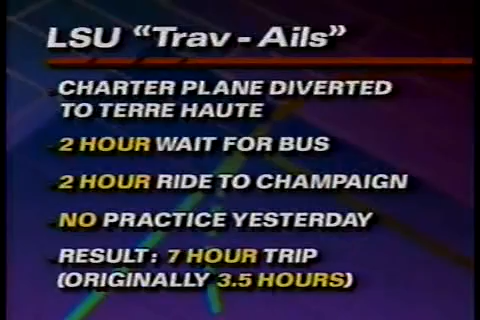 LSU “Trav - Ails”
CHARTER PLANE DIVERTED
TO TERRE HAUTE
2 HOUR WAIT FOR BUS
2 HOUR RIDE TO CHAMPAIGN
NO PRACTICE YESTERDAY
RESULT: 7 HOUR TRIP
(ORIGINALLY 3.5 HOURS)